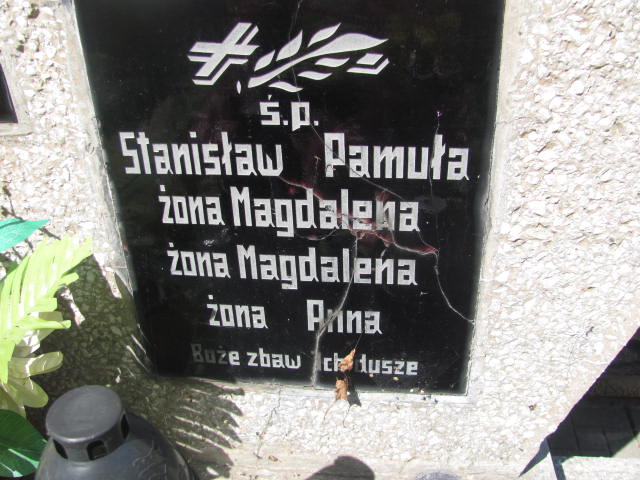 ś.p.
Stanisław Pamuła
żona Magdalena
żona Magdalena
żona Anna
Boże zbaw Ich dusze